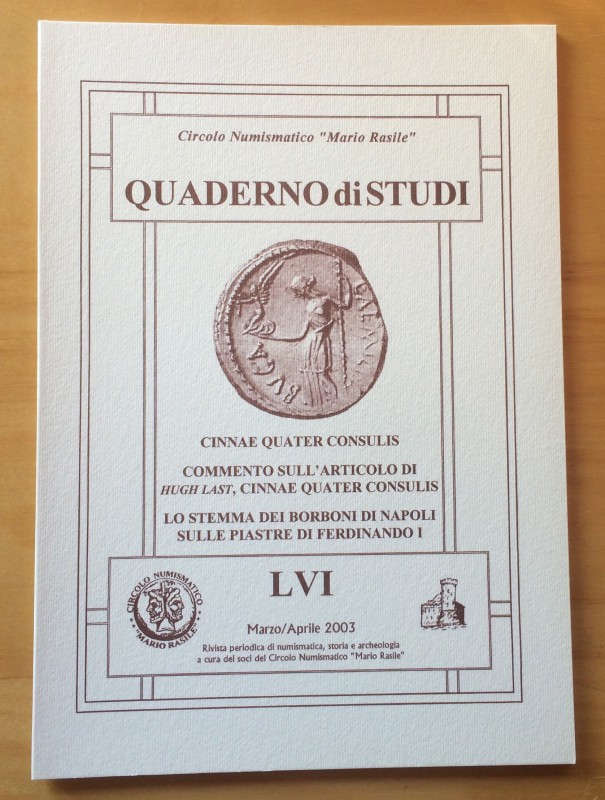 Circolo Numismatico "Mario Rasile"
QUADERNO di STUDI
BVCA
L AEMILI
CINNAE QUATER CONSULIS
COMMENTO SULL'ARTICOLO DI
HUGH LAST, CINNAE QUATER CONSULIS
LO STEMMA DEI BORBONI DI NAPOLI
SULLE PIASTRE DI FERDINANDO I
LVI
CIRCOLO NUMISMATICO
"MARIO RASILE"
Marzo/Aprile 2003
Rivista periodica di numismatica, storia e archeologia
a cura dei soci del Circolo Numismatico "Mario Rasile"